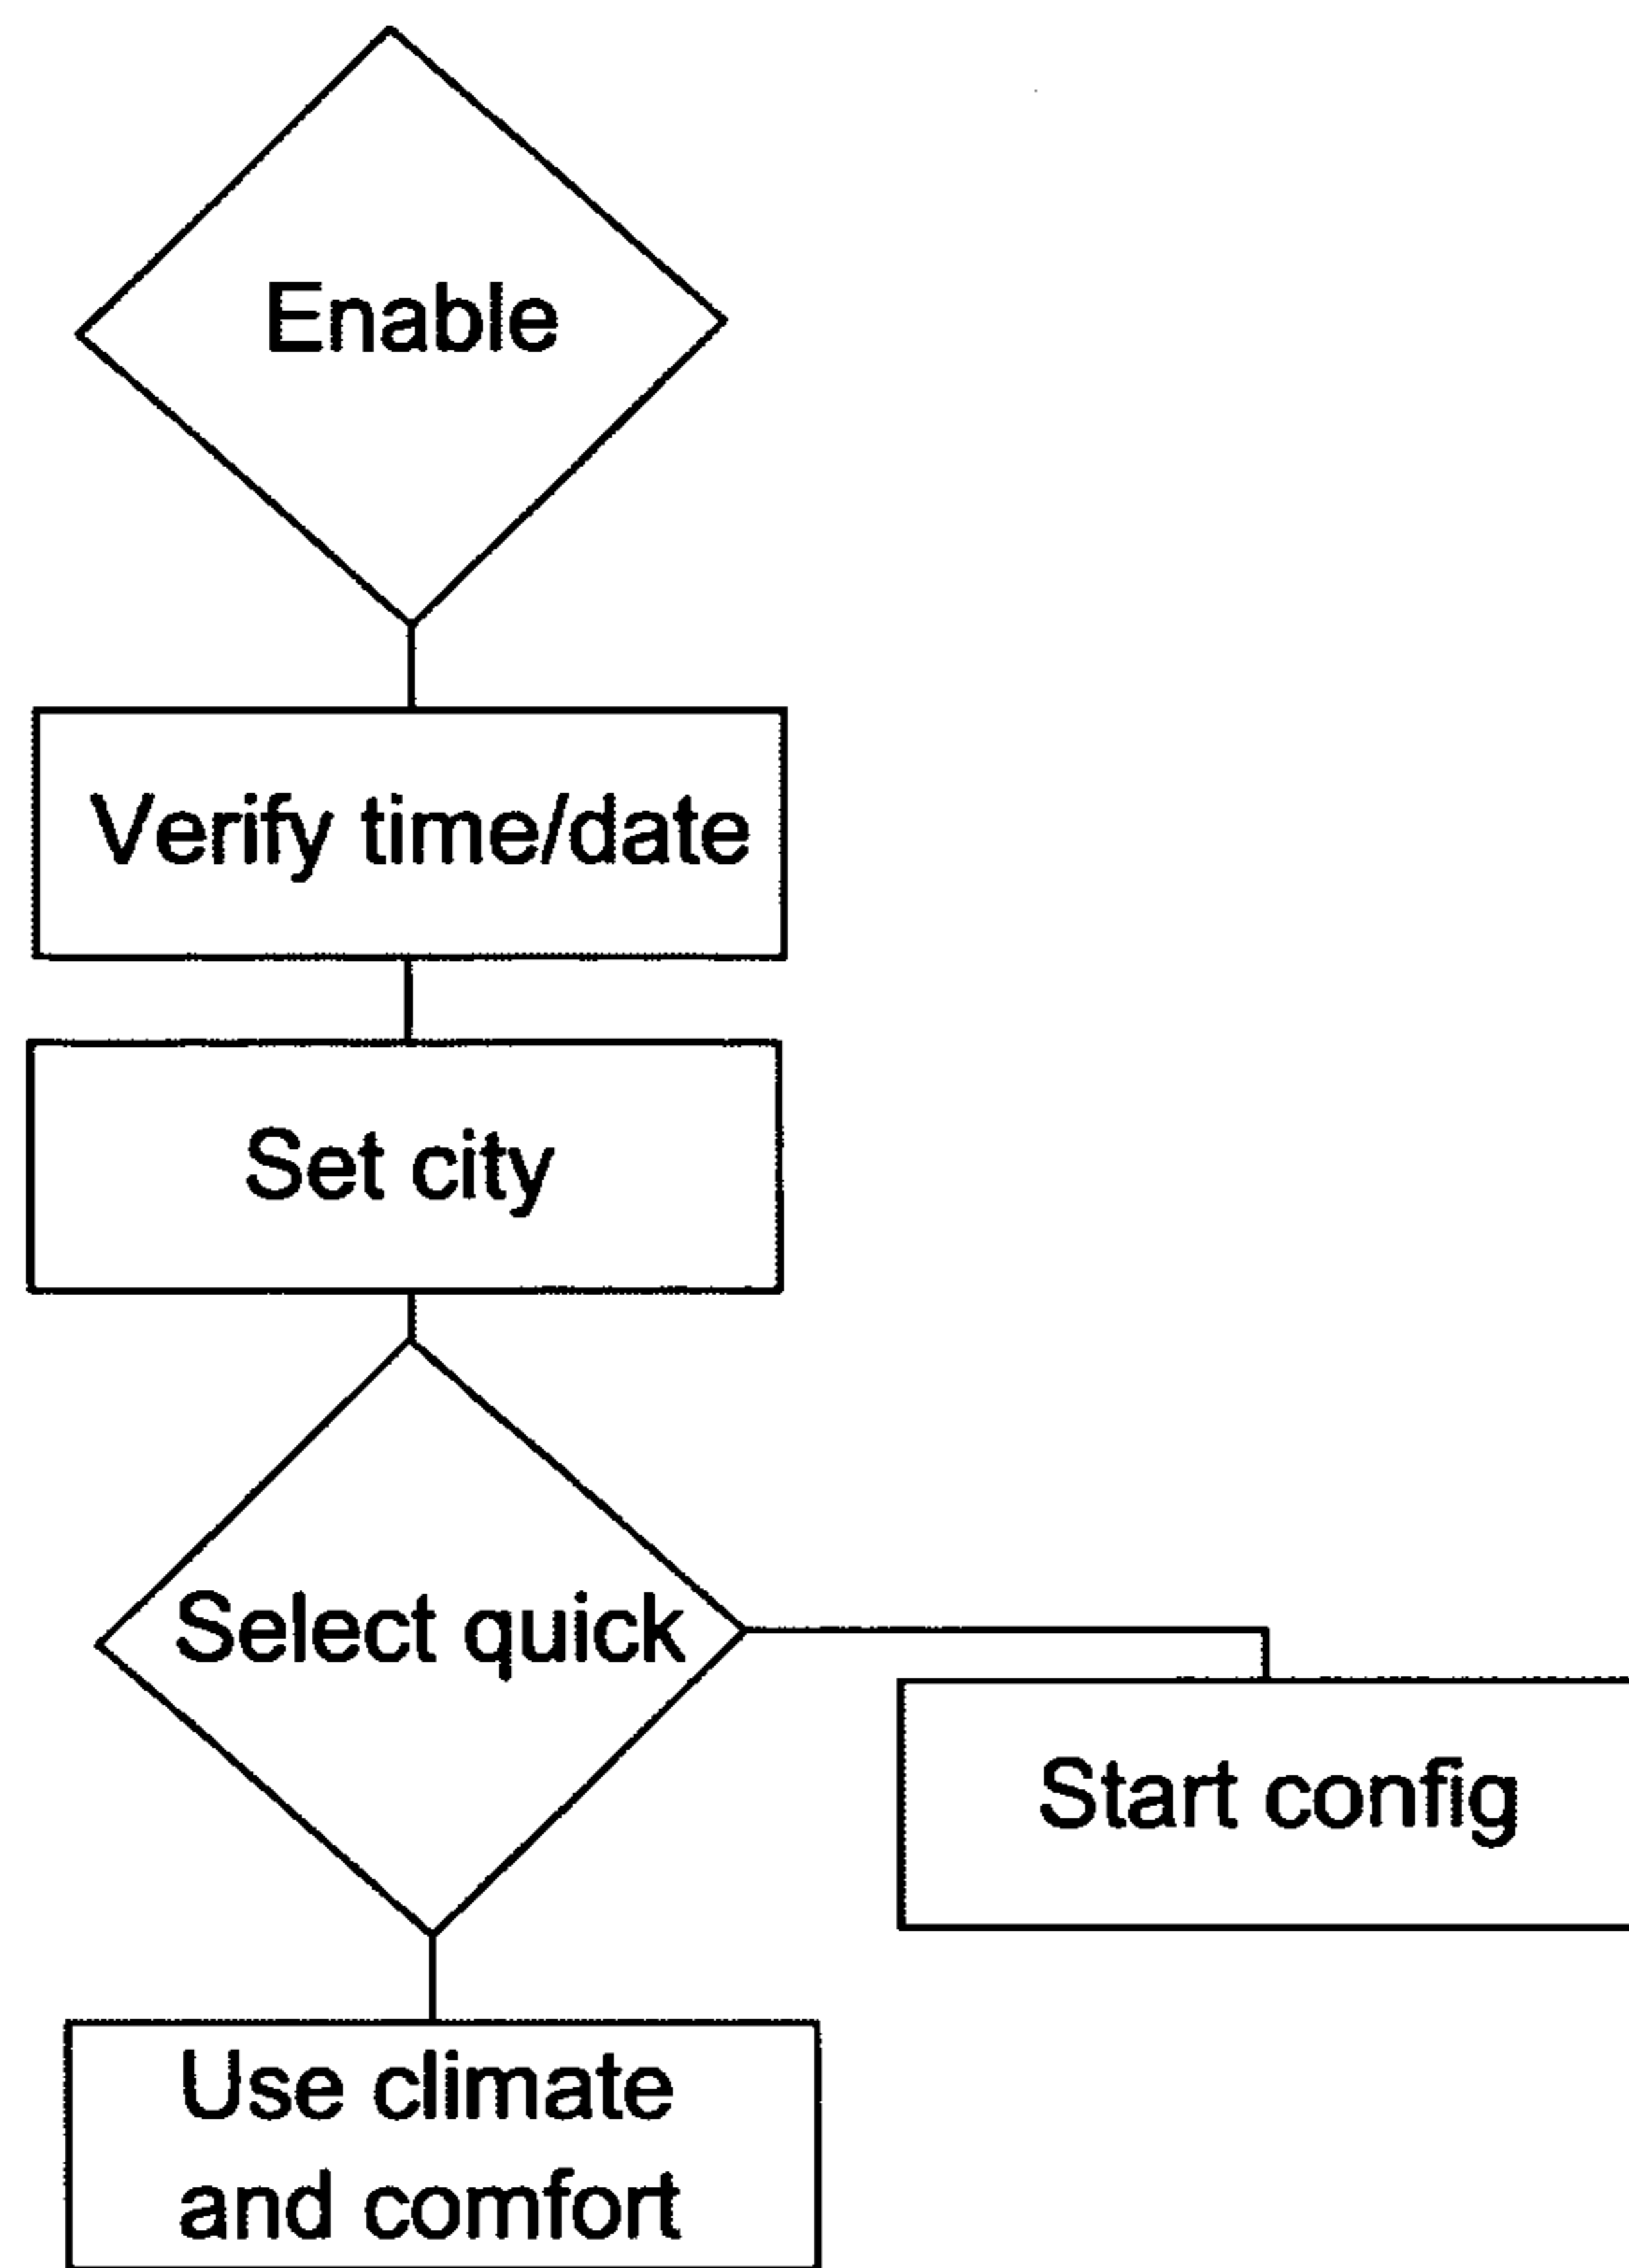 Enable
Verify time/date
Set city
Select quick
Start config
Use climate
and comfort